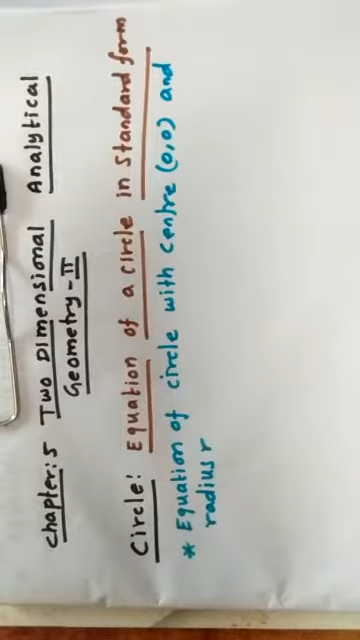 chapter:5 Two Dimensional Analytical
Geometry-II
Circle: Equation of a circle in standard form
* Equation of circle with centre (0,0) and
radius r